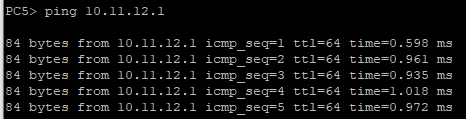 PC5> ping 10.11.12.1
84 bytes from 10.11.12.1 icmp_seq=1 ttl=64 time=0.598 ms
84 bytes from 10.11.12.1 icmp_seq=2 ttl=64 time=0.961 ms
84 bytes from 10.11.12.1 icmp_seq=3 ttl=64 time=0.935 ms
84 bytes from 10.11.12.1 icmp_seq=4 ttl=64 time=1.018 ms
84 bytes from 10.11.12.1 icmp_seq=5 ttl=64 time=0.972 ms